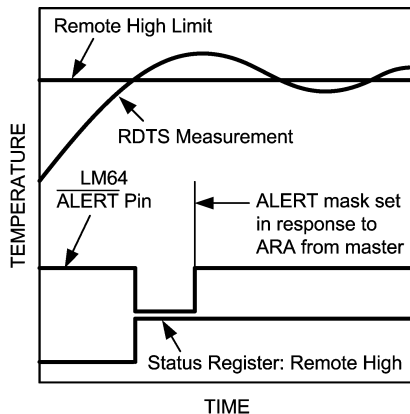 Remote High Limit
RDTS Measurement
LM64
ALERT Pin
ALERT mask set
in response to
ARA from master
Status Register: Remote High
TEMPERATURE
TIME